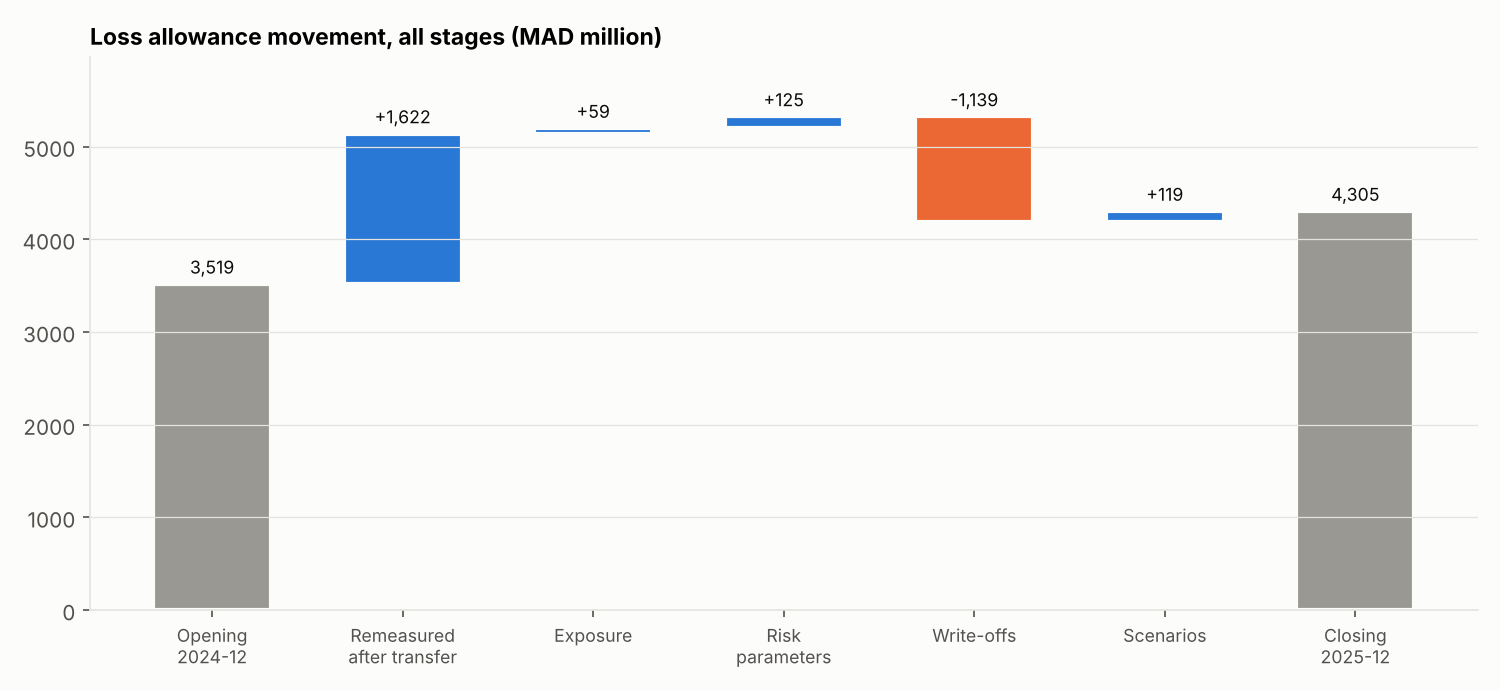 Loss allowance movement, all stages (MAD million)
5000
4000
3000
2000
1000
0
3,519
+1,622
+59
+125
-1,139
+119
4,305
Opening
2024-12
Remeasured
after transfer
Exposure
Risk
parameters
Write-offs
Scenarios
Closing
2025-12